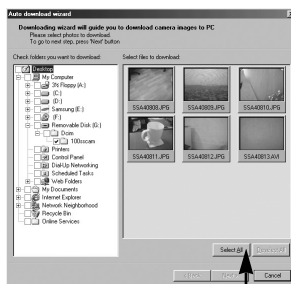 Auto download wizard
Downloading wizard will guide you to download camera images to PC
Please select photos to download.
To go to next step, press 'Next' button
Check folders you want to download:
Select files to download:
Desktop
My Computer
3½ Floppy (A:)
(C:)
(D:)
Samsung (E:)
(F:)
Removable Disk (G:)
Dcim
100sscam
Printers
Control Panel
Dial-Up Networking
Scheduled Tasks
Web Folders
My Documents
Internet Explorer
Network Neighborhood
Recycle Bin
Online Services
SSA40808.JPG SSA40809.JPG SSA40810.JPG
SSA40811.JPG SSA40812.JPG SSA40813.AVI
Select All
< Back
Next
Cancel